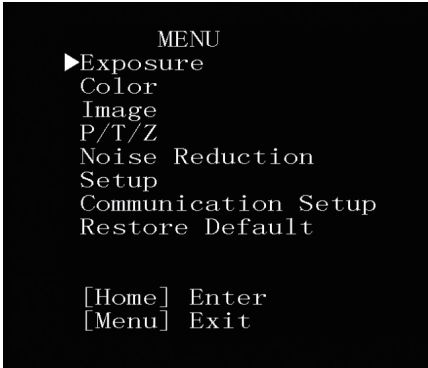 MENU
▶Exposure
Color
Image
P/T/Z
Noise Reduction
Setup
Communication Setup
Restore Default
[Home] Enter
[Menu] Exit